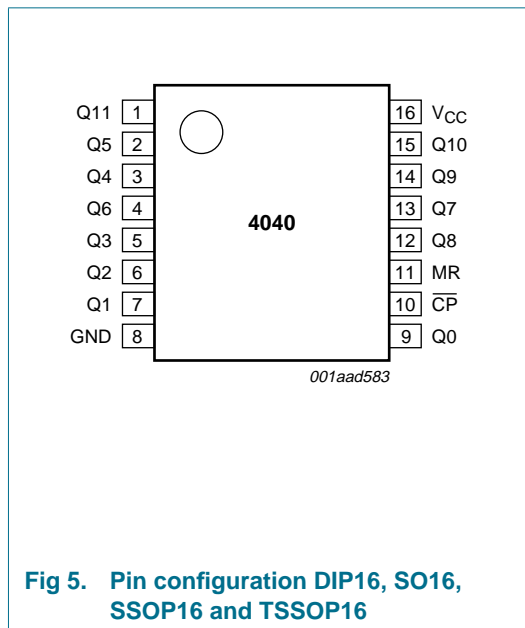 Q11 1 16 VCC
Q5 2 15 Q10
Q4 3 14 Q9
Q6 4 13 Q7
4040
Q3 5 12 Q8
Q2 6 11 MR
Q1 7 10 C̅P̅
GND 8 9 Q0
001aad583
Fig 5. Pin configuration DIP16, SO16,
SSOP16 and TSSOP16